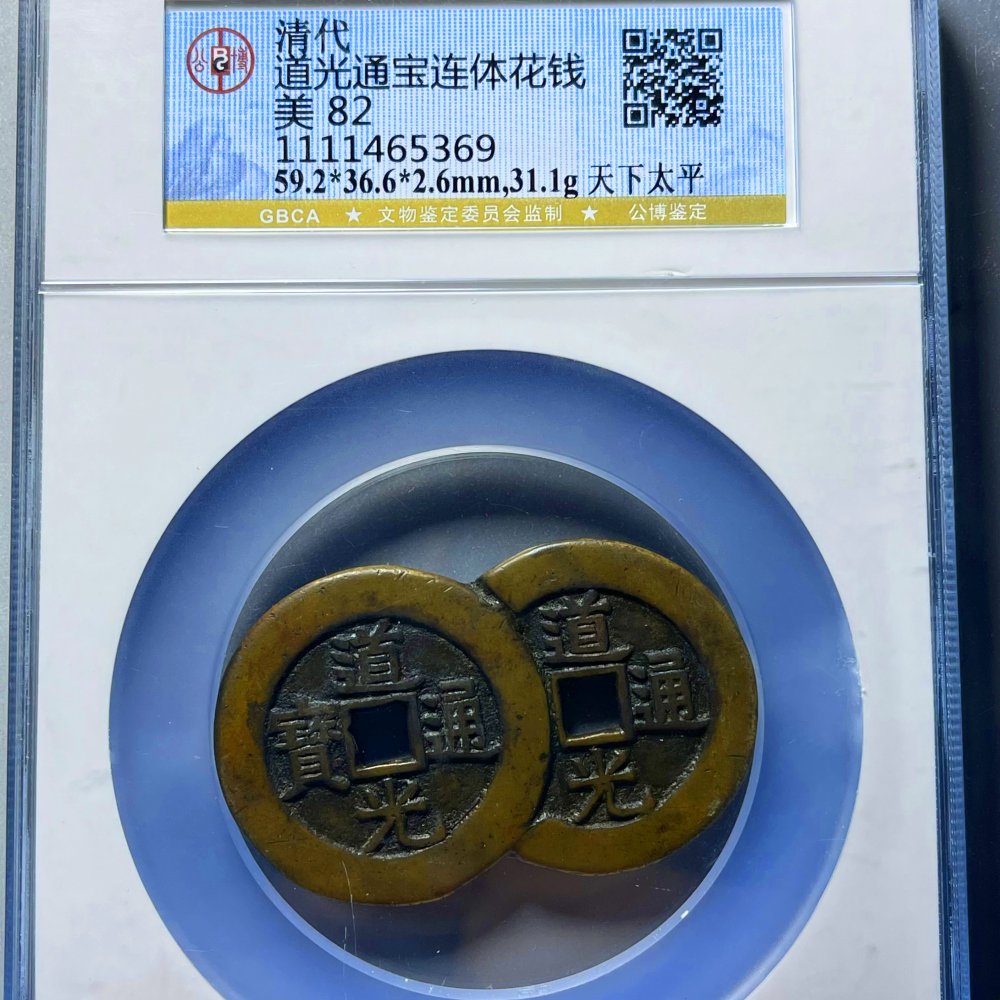 公博
清代
道光通宝连体花钱
美 82
1111465369
59.2*36.6*2.6mm,31.1g 天下太平
GBCA ★ 文物鉴定委员会监制 ★ 公博鉴定
道光通寶
道光通